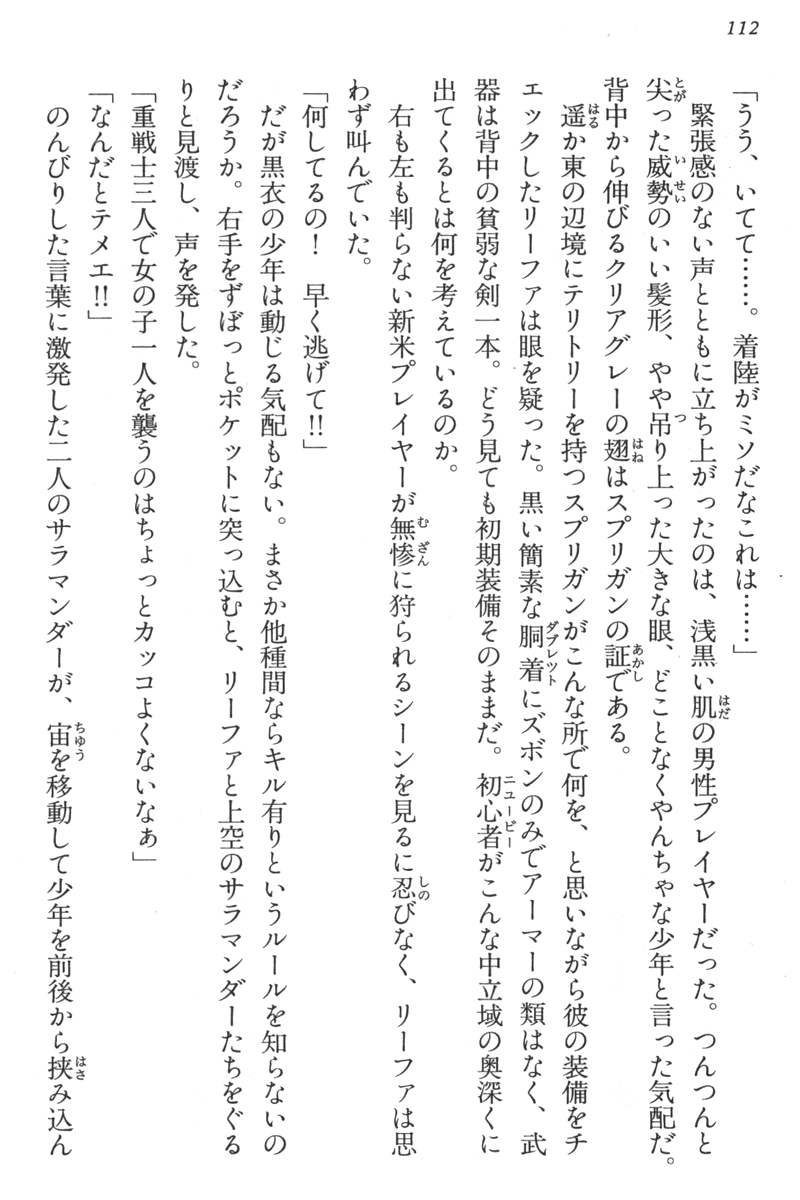 112
「うう、いてて……。着陸がミソだなこれは……」
緊張感のない声とともに立ち上がったのは、浅黒い肌の男性プレイヤーだった。つんつんと
尖った威勢のいい髪形、やや吊り上った大きな眼、どことなくやんちゃな少年と言った気配だ。
背中から伸びるクリアグレーの翅はスプリガンの証である。
遥か東の辺境にテリトリーを持つスプリガンがこんな所で何を、と思いながら彼の装備をチ
ェックしたリーファは眼を疑った。黒い簡素な胴着にズボンのみでアーマーの類はなく、武
器は背中の貧弱な剣一本。どう見ても初期装備そのままだ。初心者がこんな中立域の奥深くに
出てくるとは何を考えているのか。
右も左も判らない新米プレイヤーが無惨に狩られるシーンを見るに忍びなく、リーファは思
わず叫んでいた。
「何してるの！　早く逃げて!!」
だが黒衣の少年は動じる気配もない。まさか他種間ならキル有りというルールを知らないの
だろうか。右手をずぼっとポケットに突っ込むと、リーファと上空のサラマンダーたちをぐる
りと見渡し、声を発した。
「重戦士三人で女の子一人を襲うのはちょっとカッコよくないなぁ」
「なんだとテメエ!!」
のんびりした言葉に激発した二人のサラマンダーが、宙を移動して少年を前後から挟み込ん